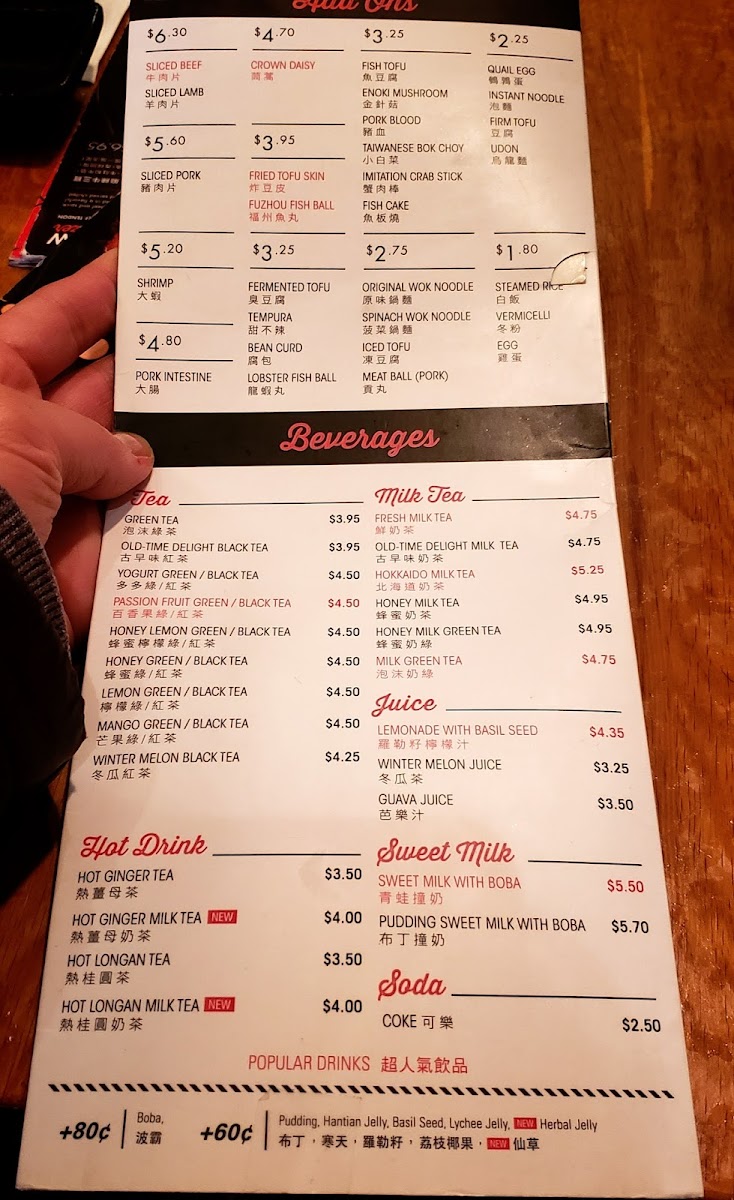 Add Ons
$6.30
SLICED BEEF
牛肉片
SLICED LAMB
羊肉片
$5.60
SLICED PORK
豬肉片
$5.20
SHRIMP
大蝦
$4.80
PORK INTESTINE
大腸
$4.70
CROWN DAISY
茼蒿
$3.95
FRIED TOFU SKIN
炸豆皮
FUZHOU FISH BALL
福州魚丸
$3.25
FERMENTED TOFU
臭豆腐
TEMPURA
甜不辣
BEAN CURD
腐包
LOBSTER FISH BALL
龍蝦丸
$3.25
FISH TOFU
魚豆腐
ENOKI MUSHROOM
金針菇
PORK BLOOD
豬血
TAIWANESE BOK CHOY
小白菜
IMITATION CRAB STICK
蟹肉棒
FISH CAKE
魚板燒
$2.75
ORIGINAL WOK NOODLE
原味鍋麵
SPINACH WOK NOODLE
菠菜鍋麵
ICED TOFU
凍豆腐
MEAT BALL (PORK)
貢丸
$2.25
QUAIL EGG
鵪鶉蛋
INSTANT NOODLE
泡麵
FIRM TOFU
豆腐
UDON
烏龍麵
$1.80
STEAMED RICE
白飯
VERMICELLI
冬粉
EGG
雞蛋
Beverages
Tea
GREEN TEA $3.95
泡沫綠茶
OLD-TIME DELIGHT BLACK TEA $3.95
古早味紅茶
YOGURT GREEN / BLACK TEA $4.50
多多綠/紅茶
PASSION FRUIT GREEN / BLACK TEA $4.50
百香果綠/紅茶
HONEY LEMON GREEN / BLACK TEA $4.50
蜂蜜檸檬綠/紅茶
HONEY GREEN / BLACK TEA $4.50
蜂蜜綠/紅茶
LEMON GREEN / BLACK TEA $4.50
檸檬綠/紅茶
MANGO GREEN / BLACK TEA $4.50
芒果綠/紅茶
WINTER MELON BLACK TEA $4.25
冬瓜紅茶
Hot Drink
HOT GINGER TEA $3.50
熱薑母茶
HOT GINGER MILK TEA NEW $4.00
熱薑母奶茶
HOT LONGAN TEA $3.50
熱桂圓茶
HOT LONGAN MILK TEA NEW $4.00
熱桂圓奶茶
Milk Tea
FRESH MILK TEA $4.75
鮮奶茶
OLD-TIME DELIGHT MILK TEA $4.75
古早味奶茶
HOKKAIDO MILK TEA $5.25
北海道奶茶
HONEY MILK TEA $4.95
蜂蜜奶茶
HONEY MILK GREEN TEA $4.95
蜂蜜奶綠
MILK GREEN TEA $4.75
泡沫奶綠
Juice
LEMONADE WITH BASIL SEED $4.35
羅勒籽檸檬汁
WINTER MELON JUICE $3.25
冬瓜茶
GUAVA JUICE $3.50
芭樂汁
Sweet Milk
SWEET MILK WITH BOBA $5.50
青蛙撞奶
PUDDING SWEET MILK WITH BOBA $5.70
布丁撞奶
Soda
COKE 可樂 $2.50
POPULAR DRINKS 超人氣飲品
+80¢
Boba,
波霸
+60¢
Pudding, Hantian Jelly, Basil Seed, Lychee Jelly, NEW Herbal Jelly
布丁，寒天，羅勒籽，荔枝椰果，NEW 仙草